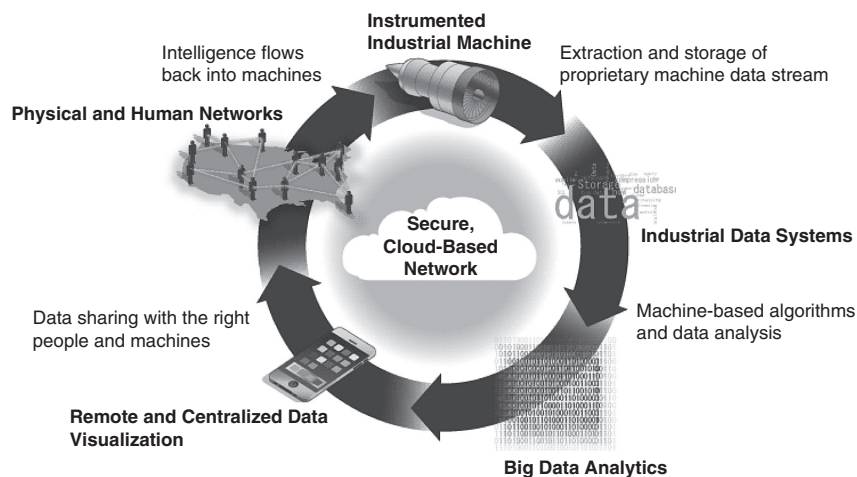 Instrumented
Industrial Machine
Extraction and storage of
proprietary machine data stream
Storage
database
data
Industrial Data Systems
Machine-based algorithms
and data analysis
Big Data Analytics
Remote and Centralized Data
Visualization
Data sharing with the right
people and machines
Physical and Human Networks
Intelligence flows
back into machines
Secure,
Cloud-Based
Network